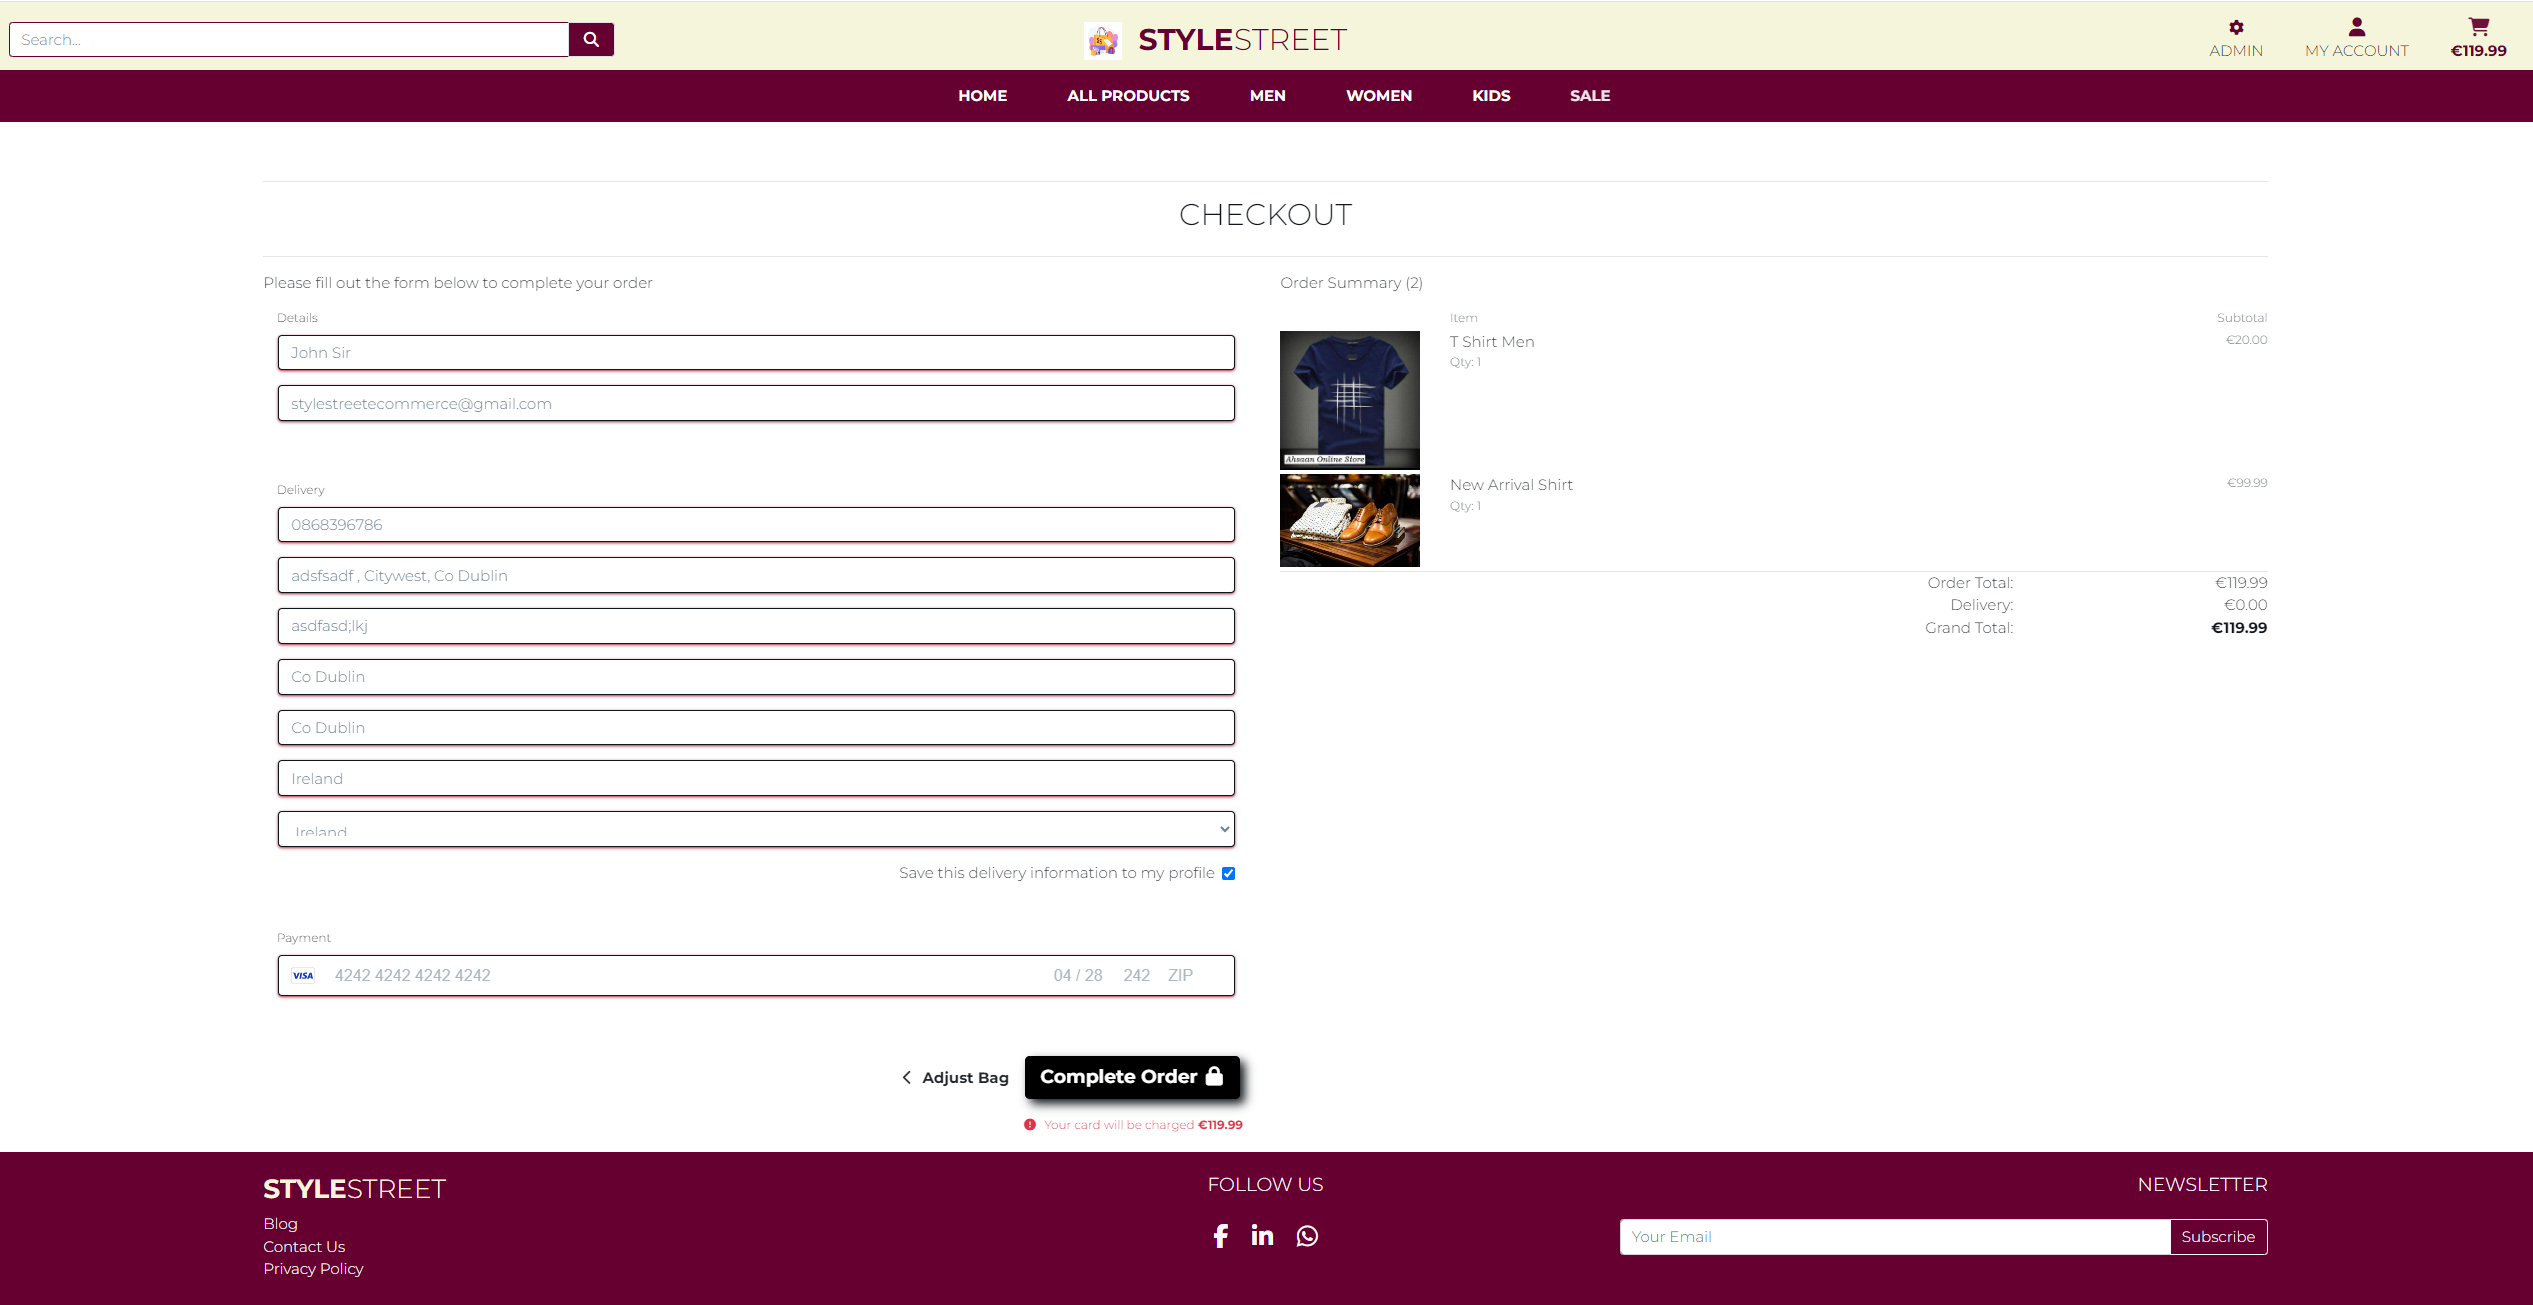 Search...
STYLESTREET
ADMIN
MY ACCOUNT
€119.99
HOME
ALL PRODUCTS
MEN
WOMEN
KIDS
SALE
CHECKOUT
Please fill out the form below to complete your order
Details
John Sir
stylestreetecommerce@gmail.com
Delivery
0868396786
adsfsadf , Citywest, Co Dublin
asdfasd;lkj
Co Dublin
Co Dublin
Ireland
Ireland
Save this delivery information to my profile
Payment
VISA 4242 4242 4242 4242 04 / 28 242 ZIP
Adjust Bag
Complete Order
Your card will be charged €119.99
Order Summary (2)
Item Subtotal
T Shirt Men €20.00
Qty: 1
Ahsaan Online Store
New Arrival Shirt €99.99
Qty: 1
Order Total: €119.99
Delivery: €0.00
Grand Total: €119.99
STYLESTREET
Blog
Contact Us
Privacy Policy
FOLLOW US
NEWSLETTER
Your Email
Subscribe